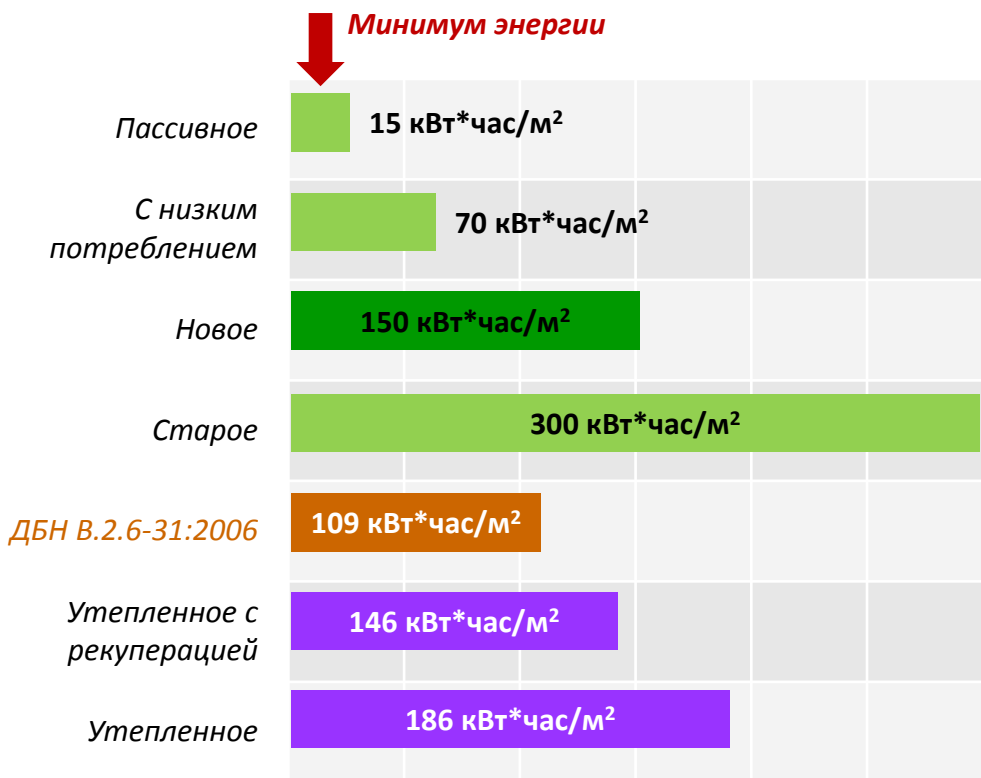 Минимум энергии
Пассивное
15 кВт*час/м²
С низким
потреблением
70 кВт*час/м²
Новое
150 кВт*час/м²
Старое
300 кВт*час/м²
ДБН В.2.6-31:2006
109 кВт*час/м²
Утепленное с
рекуперацией
146 кВт*час/м²
Утепленное
186 кВт*час/м²